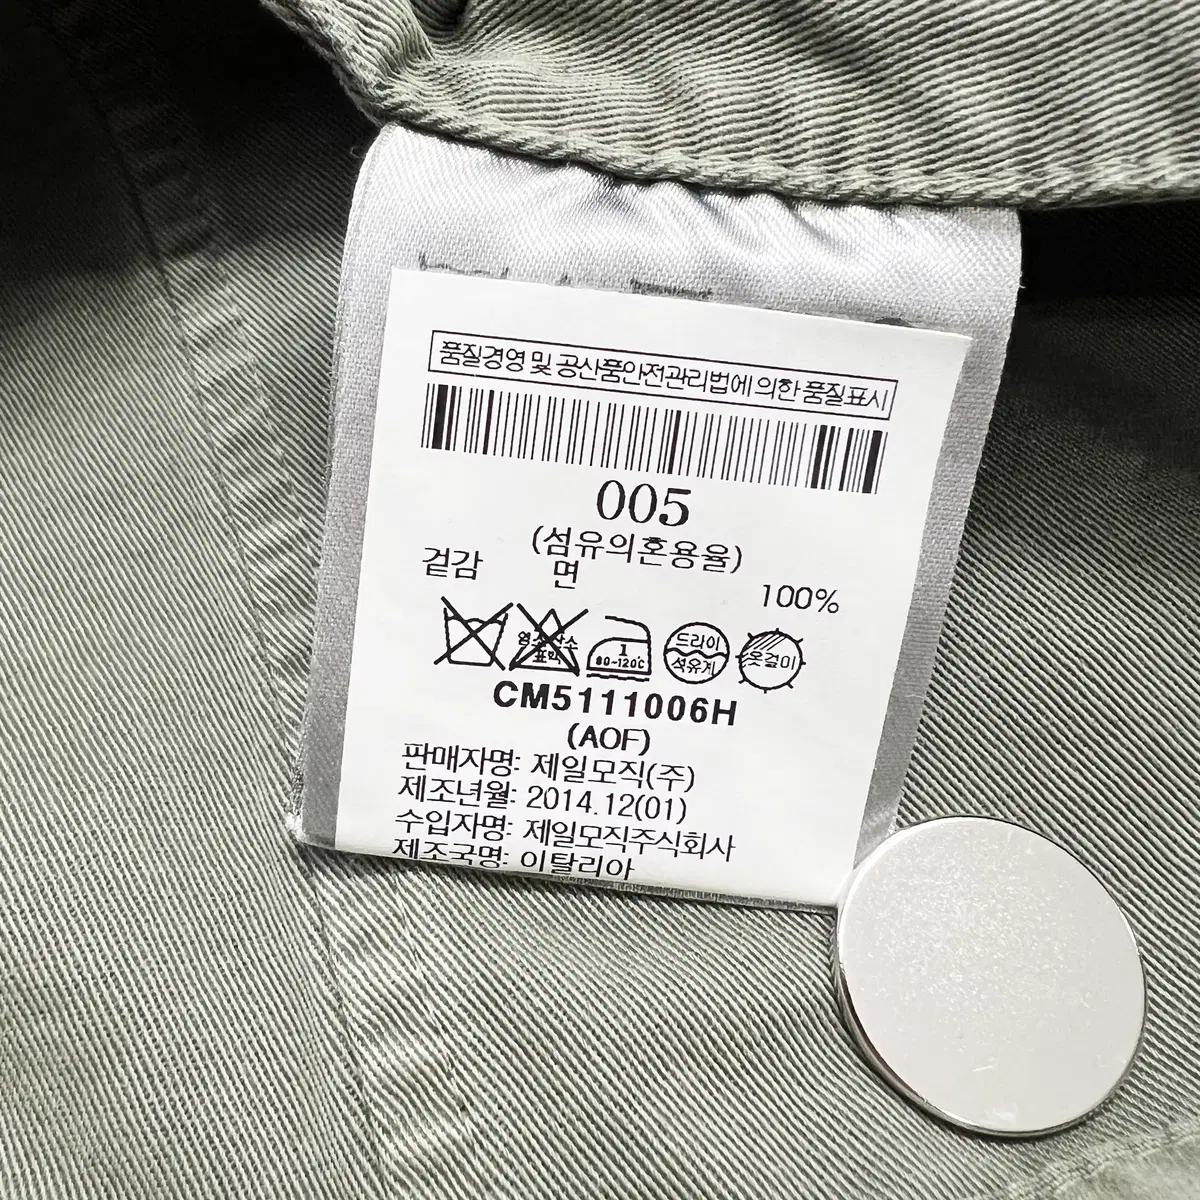 품질경영 및 공산품안전관리법에 의한 품질표시
005
(섬유의혼용율)
겉감 면 100%
염소 산소 표백
1 80~120℃
드라이 석유계
옷걸이
CM5111006H
(AOF)
판매자명: 제일모직(주)
제조년월: 2014.12(01)
수입자명: 제일모직주식회사
제조국명: 이탈리아